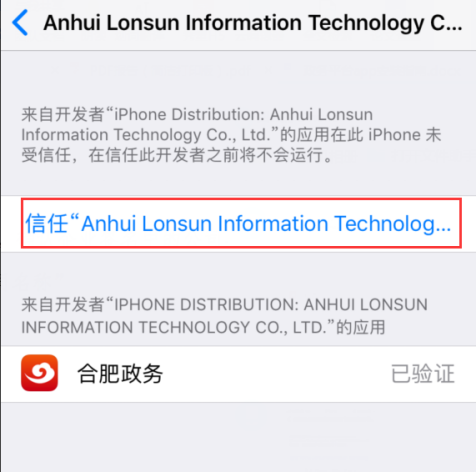 Anhui Lonsun Information Technology C...
来自开发者“iPhone Distribution: Anhui Lonsun
Information Technology Co., Ltd.”的应用在此 iPhone 未
受信任，在信任此开发者之前将不会运行。
信任“Anhui Lonsun Information Technolog...
来自开发者“IPHONE DISTRIBUTION: ANHUI LONSUN
INFORMATION TECHNOLOGY CO., LTD.”的应用
合肥政务 已验证